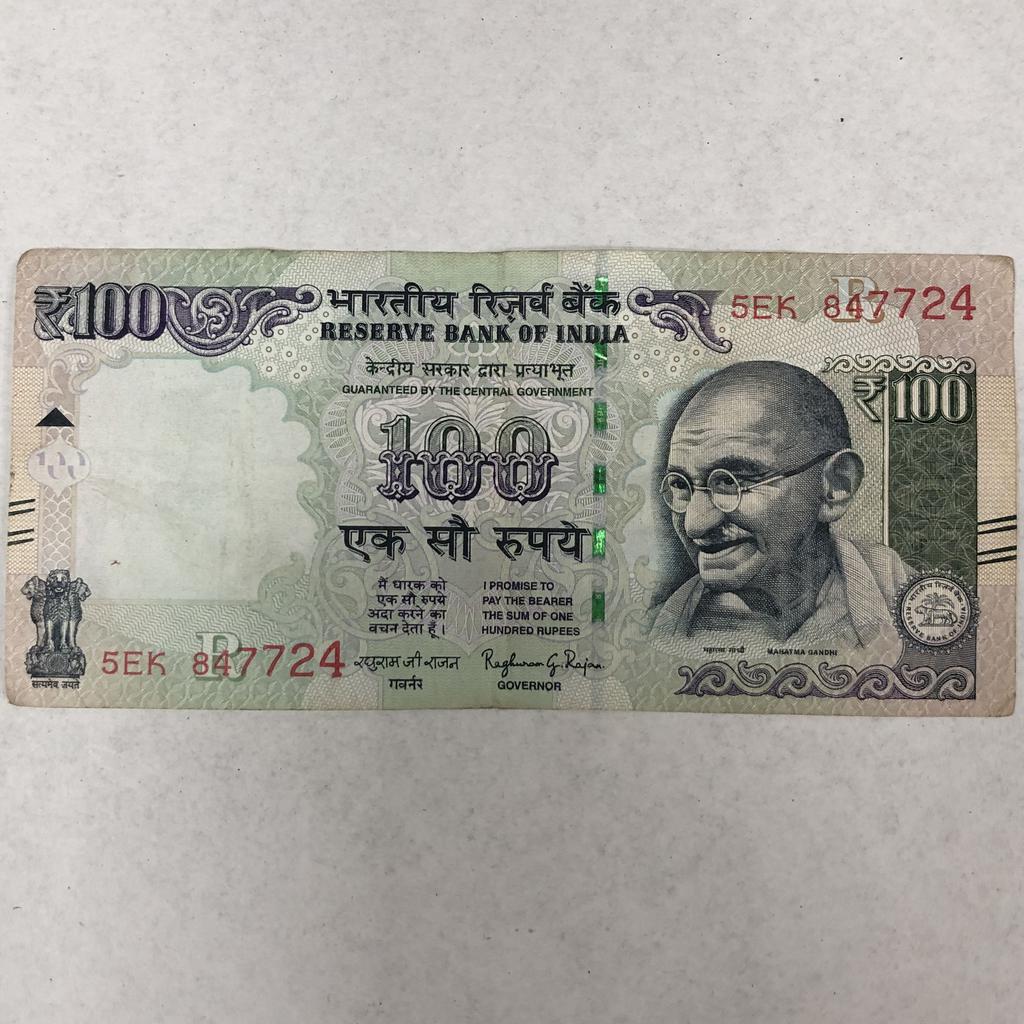 ₹100
भारतीय रिज़र्व बैंक
RESERVE BANK OF INDIA
5EK 847724
केन्द्रीय सरकार द्वारा प्रत्याभूत
GUARANTEED BY THE CENTRAL GOVERNMENT
₹100
100
एक सौ रुपये
मैं धारक को
एक सौ रुपये
अदा करने का
वचन देता हूँ।
I PROMISE TO
PAY THE BEARER
THE SUM OF ONE
HUNDRED RUPEES
भारतीय रिज़र्व बैंक
RESERVE BANK OF INDIA
5EK 847724
R
R
रघुराम जी राजन
गवर्नर
Raghuram G. Rajan
GOVERNOR
महात्मा गांधी
MAHATMA GANDHI
सत्यमेव जयते